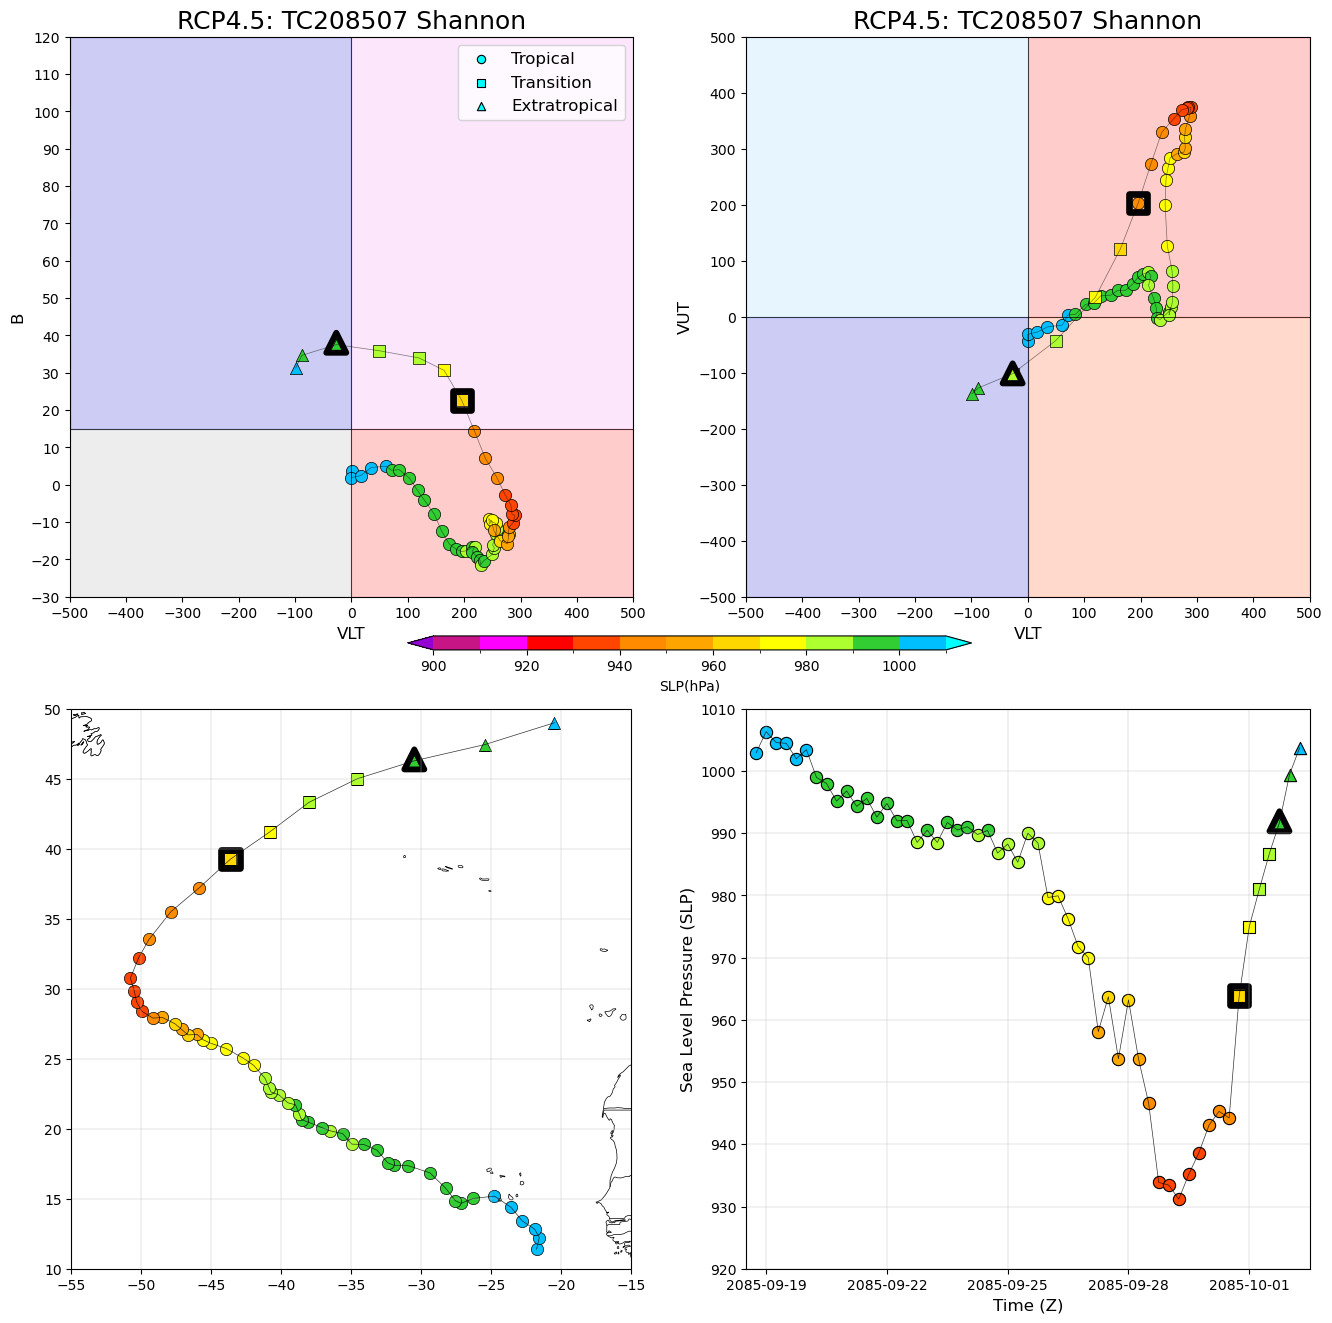 RCP4.5: TC208507 Shannon
120
110
100
90
80
70
60
50
40
30
20
10
0
−10
−20
−30
B
Tropical
Transition
Extratropical
−500 −400 −300 −200 −100 0 100 200 300 400 500
VLT
RCP4.5: TC208507 Shannon
500
400
300
200
100
0
−100
−200
−300
−400
−500
VUT
−500 −400 −300 −200 −100 0 100 200 300 400 500
VLT
900 920 940 960 980 1000
SLP(hPa)
50
45
40
35
30
25
20
15
10
−55 −50 −45 −40 −35 −30 −25 −20 −15
1010
1000
990
980
970
960
950
940
930
920
Sea Level Pressure (SLP)
2085-09-19 2085-09-22 2085-09-25 2085-09-28 2085-10-01
Time (Z)